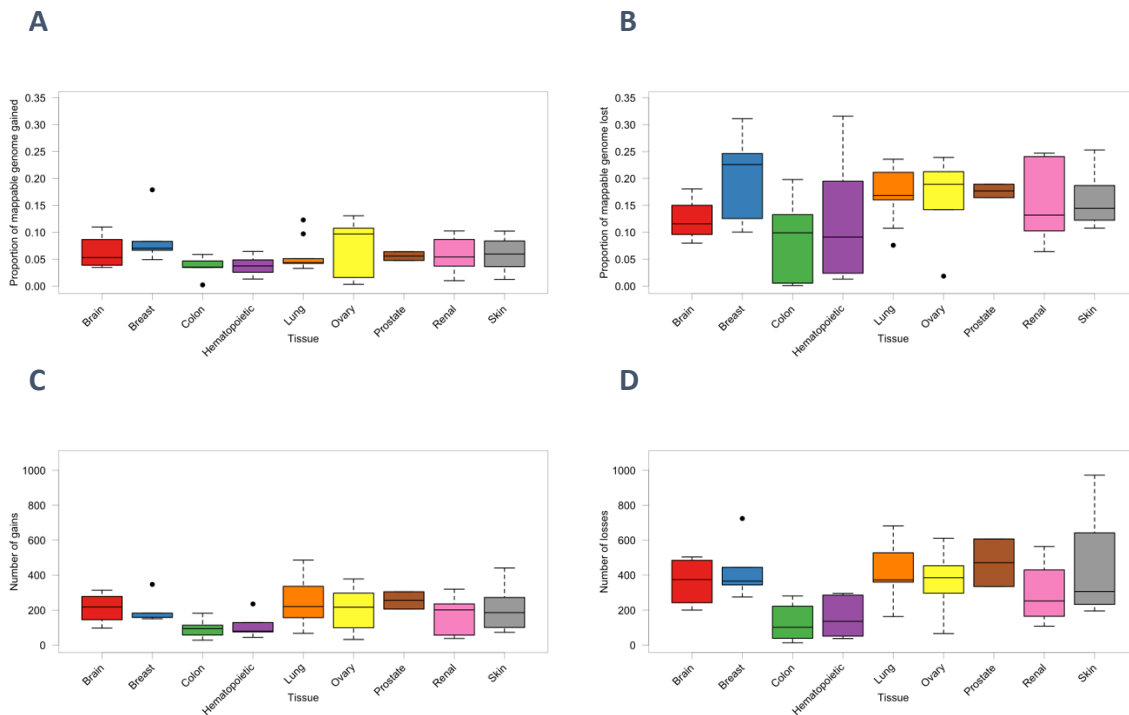 A
B
Proportion of mappable genome gained
0.35
0.30
0.25
0.20
0.15
0.10
0.05
0.00
Brain
Breast
Colon
Hematopoietic
Lung
Ovary
Prostate
Renal
Skin
Tissue
Proportion of mappable genome lost
0.35
0.30
0.25
0.20
0.15
0.10
0.05
0.00
Brain
Breast
Colon
Hematopoietic
Lung
Ovary
Prostate
Renal
Skin
Tissue
C
D
Number of gains
1000
800
600
400
200
0
Brain
Breast
Colon
Hematopoietic
Lung
Ovary
Prostate
Renal
Skin
Tissue
Number of losses
1000
800
600
400
200
0
Brain
Breast
Colon
Hematopoietic
Lung
Ovary
Prostate
Renal
Skin
Tissue